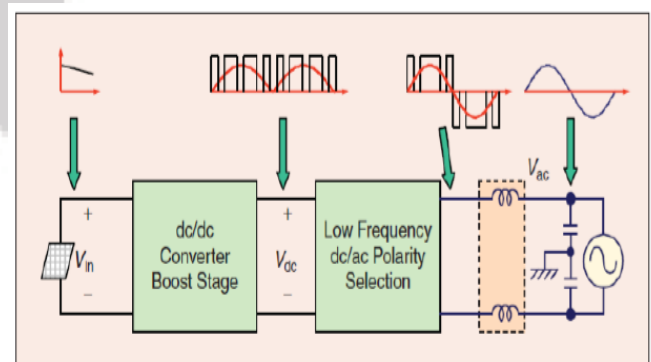 V_ac
+
+
dc/dc
Converter
Boost Stage
Low Frequency
dc/ac Polarity
Selection
V_in
V_dc
−
−